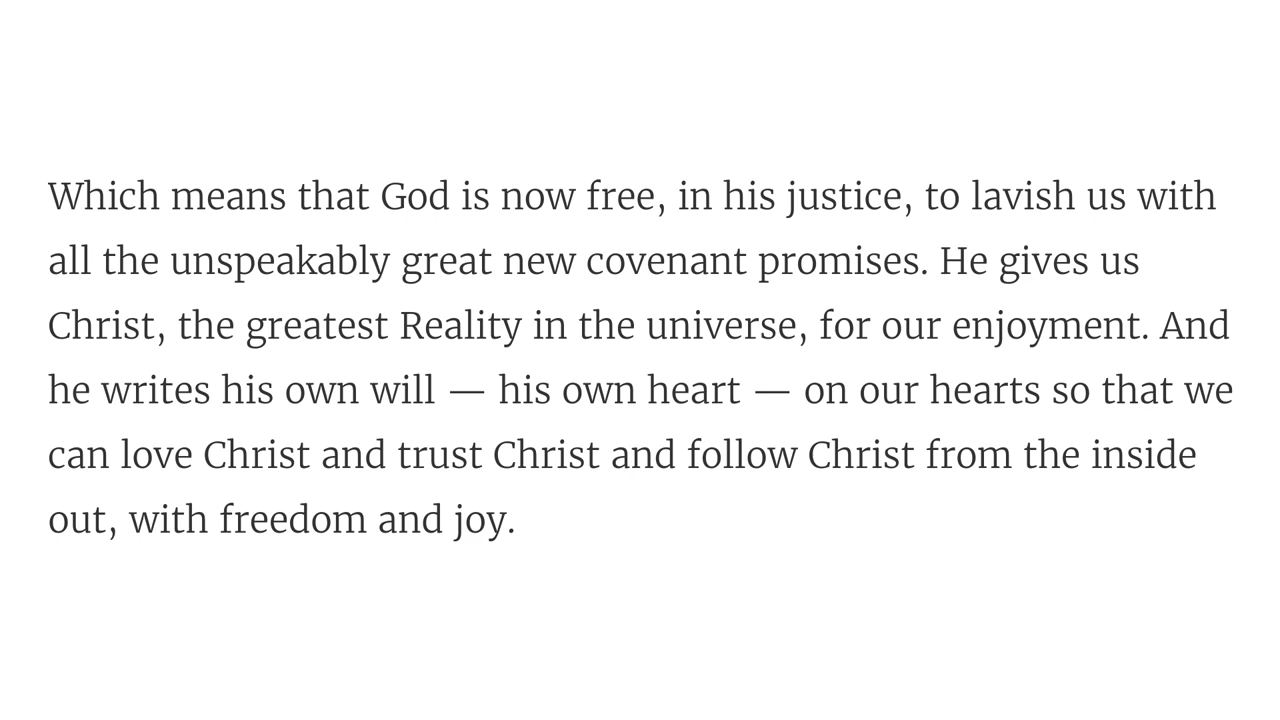 Which means that God is now free, in his justice, to lavish us with
all the unspeakably great new covenant promises. He gives us
Christ, the greatest Reality in the universe, for our enjoyment. And
he writes his own will — his own heart — on our hearts so that we
can love Christ and trust Christ and follow Christ from the inside
out, with freedom and joy.